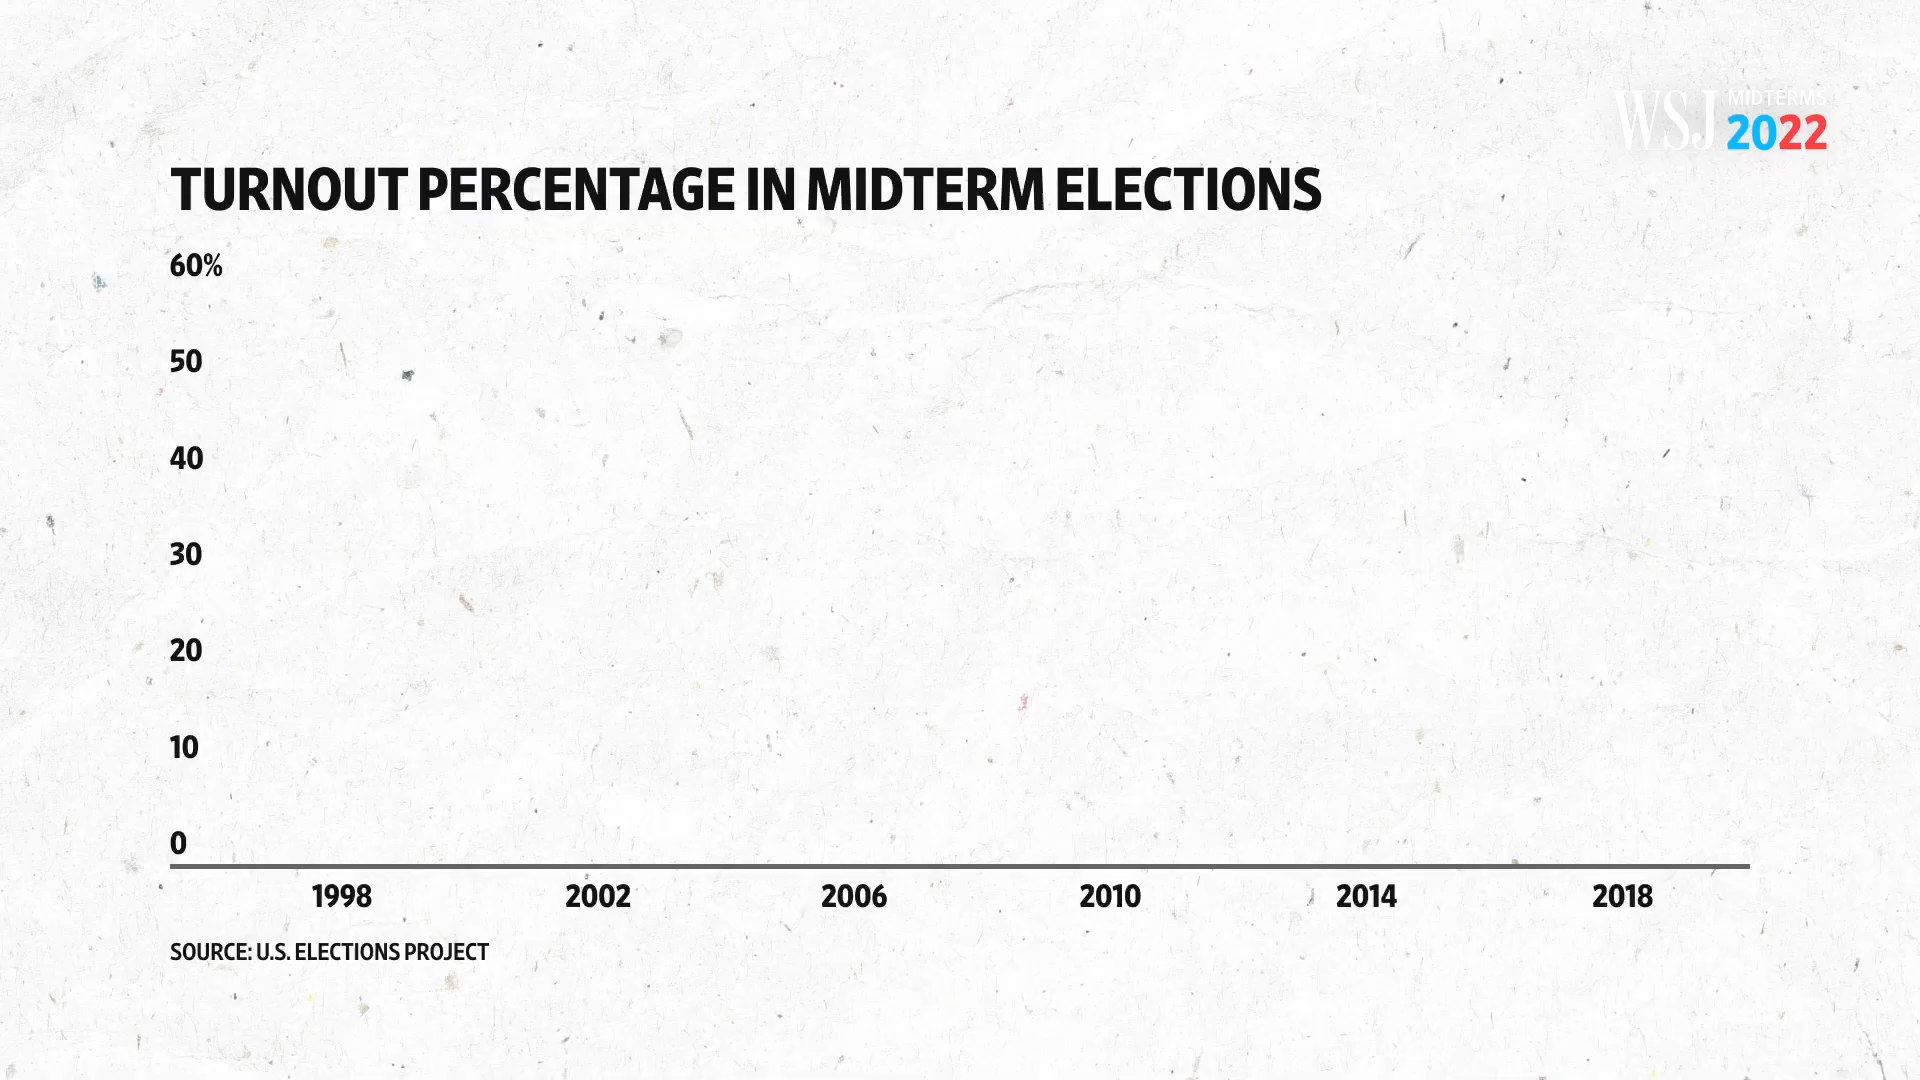 WSJ MIDTERMS
2022
TURNOUT PERCENTAGE IN MIDTERM ELECTIONS
60%
50
40
30
20
10
0
1998 2002 2006 2010 2014 2018
SOURCE: U.S. ELECTIONS PROJECT